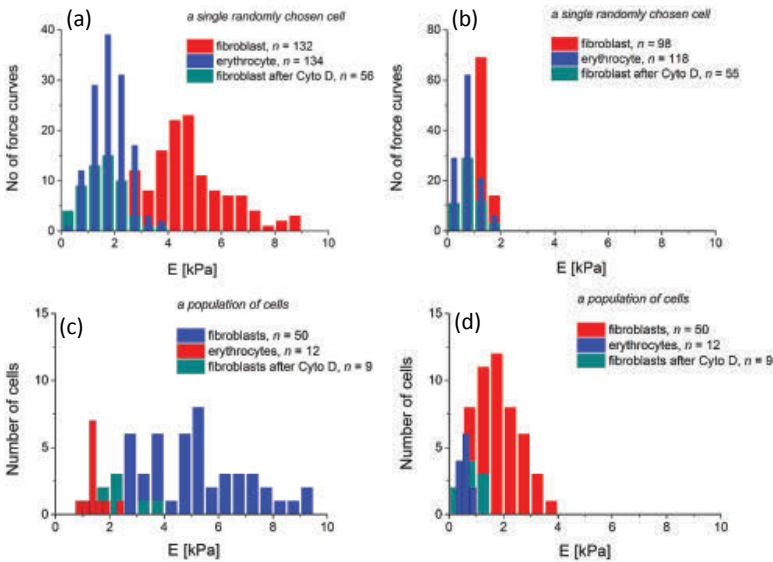 (a)
a single randomly chosen cell
fibroblast, n = 132
erythrocyte, n = 134
fibroblast after Cyto D, n = 56
No of force curves
40
30
20
10
0
0 2 4 6 8 10
E [kPa]
(b)
a single randomly chosen cell
fibroblast, n = 98
erythrocyte, n = 118
fibroblast after Cyto D, n = 55
No of force curves
80
60
40
20
0
0 2 4 6 8 10
E [kPa]
(c)
a population of cells
fibroblasts, n = 50
erythrocytes, n = 12
fibroblasts after Cyto D, n = 9
Number of cells
15
10
5
0
0 2 4 6 8 10
E [kPa]
(d)
a population of cells
fibroblasts, n = 50
erythrocytes, n = 12
fibroblasts after Cyto D, n = 9
Number of cells
15
10
5
0
0 2 4 6 8 10
E [kPa]